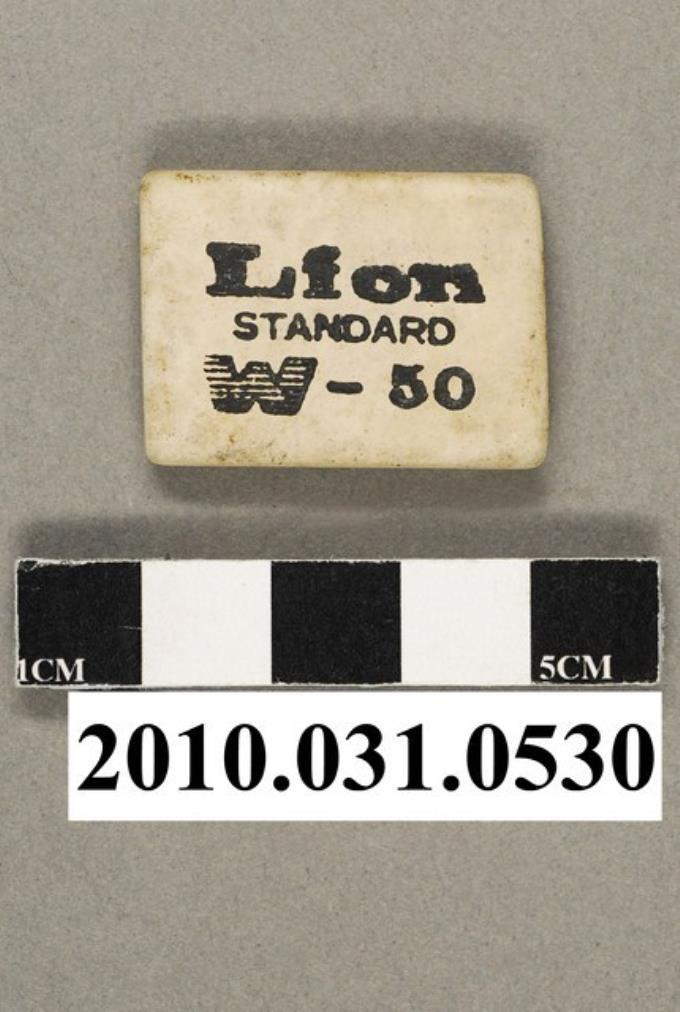 Lion
STANDARD
W - 50
1CM 5CM
2010.031.0530